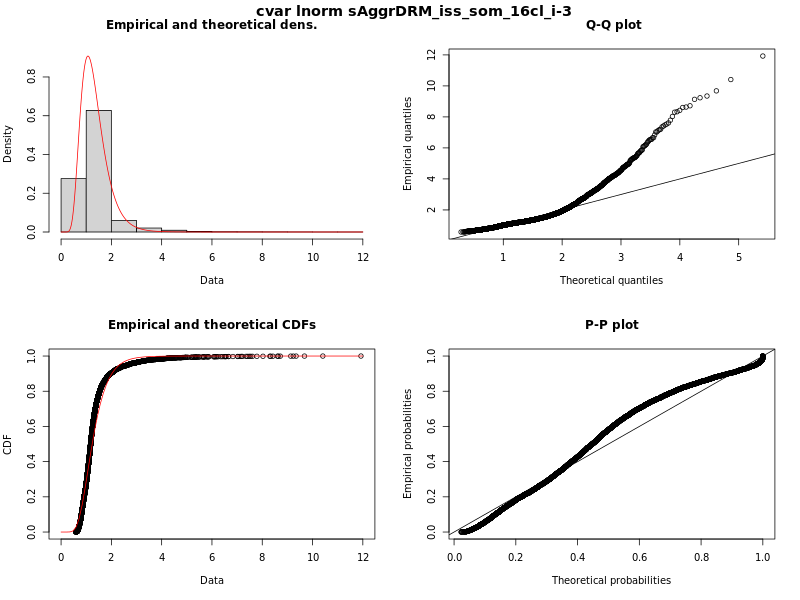 cvar lnorm sAggrDRM_iss_som_16cl_i-3
Empirical and theoretical dens.
Density
0.0 0.2 0.4 0.6 0.8
0 2 4 6 8 10 12
Data
Q-Q plot
Empirical quantiles
2 4 6 8 10 12
1 2 3 4 5
Theoretical quantiles
Empirical and theoretical CDFs
CDF
0.0 0.2 0.4 0.6 0.8 1.0
0 2 4 6 8 10 12
Data
P-P plot
Empirical probabilities
0.0 0.2 0.4 0.6 0.8 1.0
0.0 0.2 0.4 0.6 0.8 1.0
Theoretical probabilities